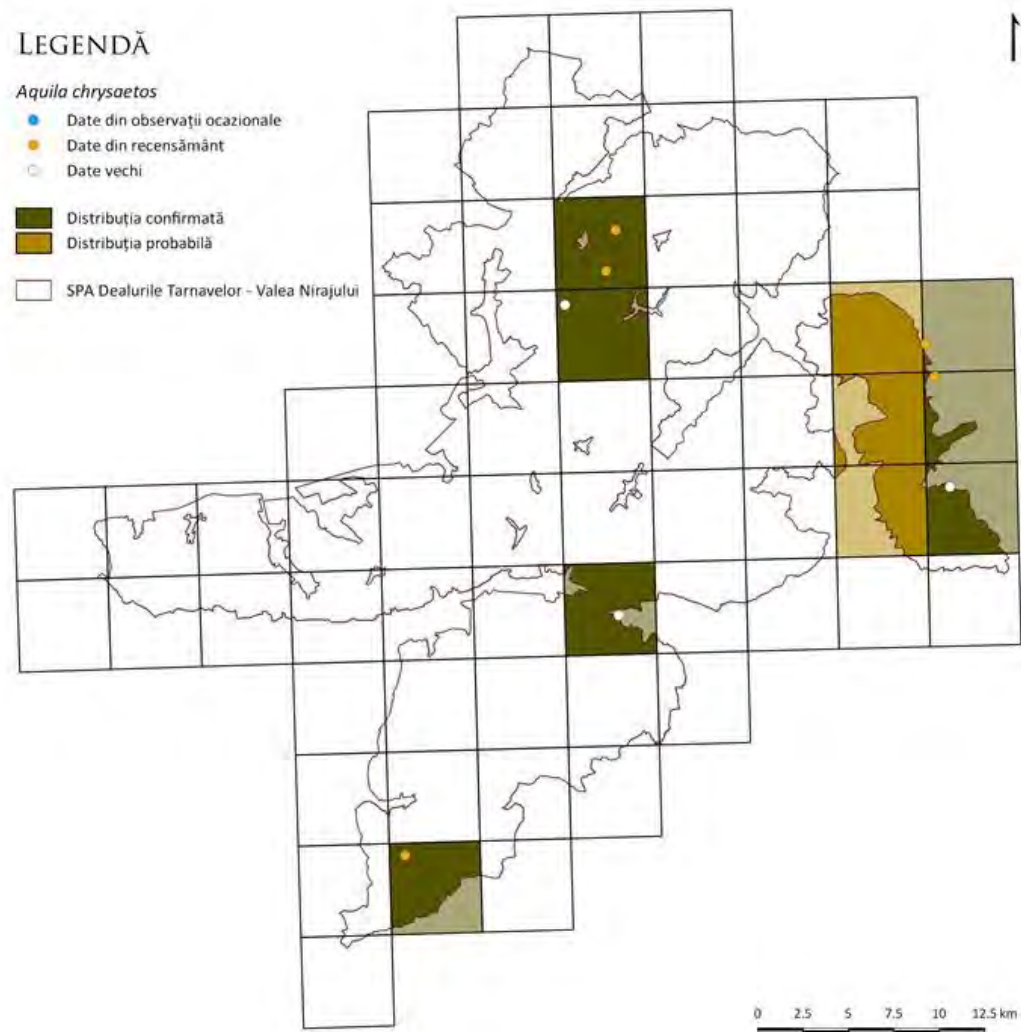 LEGENDĂ
Aquila chrysaetos
Date din observații ocazionale
Date din recensământ
Date vechi
Distribuția confirmată
Distribuția probabilă
SPA Dealurile Tarnavelor - Valea Nirajului
0 2.5 5 7.5 10 12.5 km